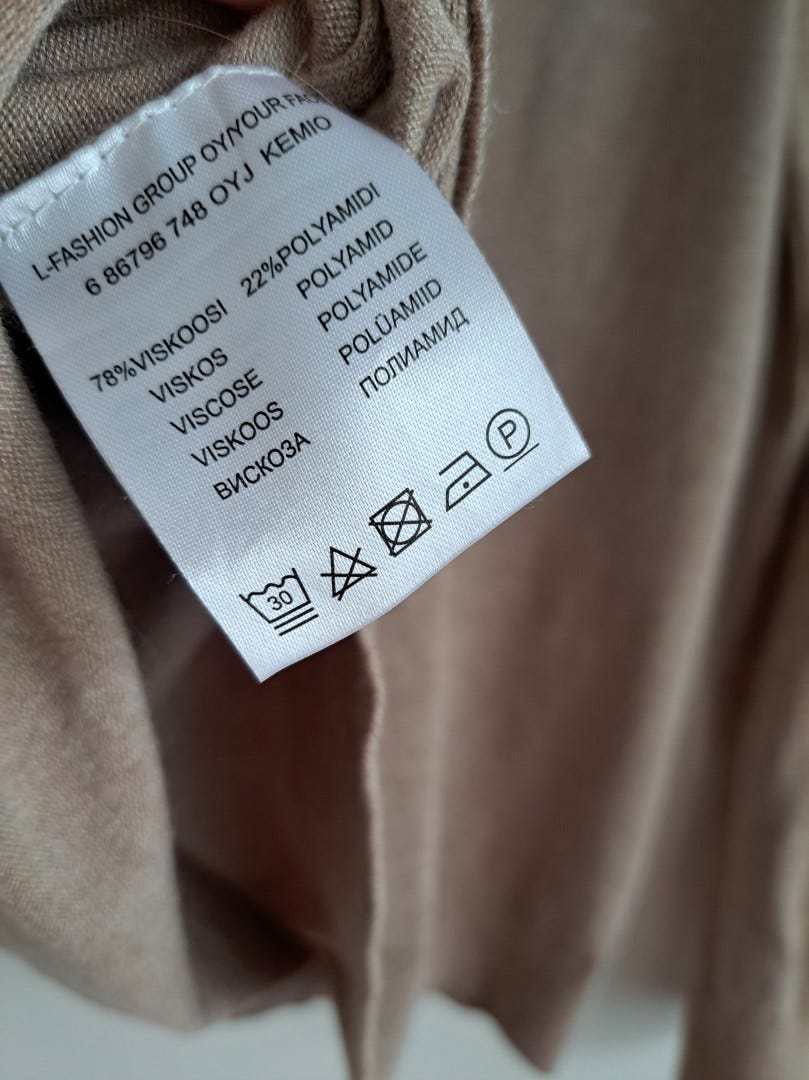 L-FASHION GROUP OY/YOUR
6 86796 748 OYJ KEMIO
78%VISKOOSI 22%POLYAMIDI
VISKOS POLYAMID
VISCOSE POLYAMIDE
VISKOOS POLÜAMIID
ВИСКОЗА ПОЛИАМИД
30
P